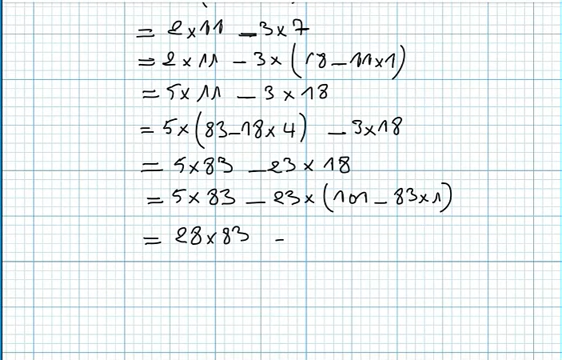 = 2×11 - 3×7
= 2×11 - 3×(18-11×1)
= 5×11 - 3×18
= 5×(83-18×4) - 3×18
= 5×83 - 23×18
= 5×83 - 23×(101-83×1)
= 28×83 -